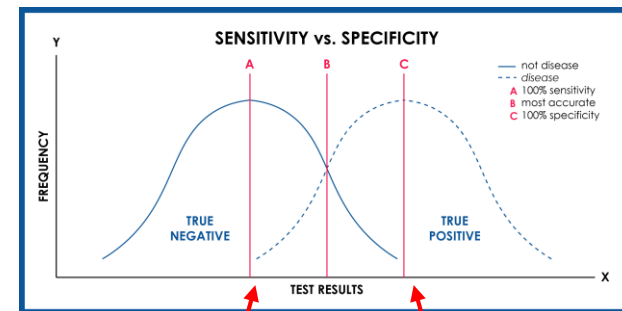 SENSITIVITY vs. SPECIFICITY
Y
A
B
C
not disease
disease
A 100% sensitivity
B most accurate
C 100% specificity
FREQUENCY
TRUE
NEGATIVE
TRUE
POSITIVE
X
TEST RESULTS